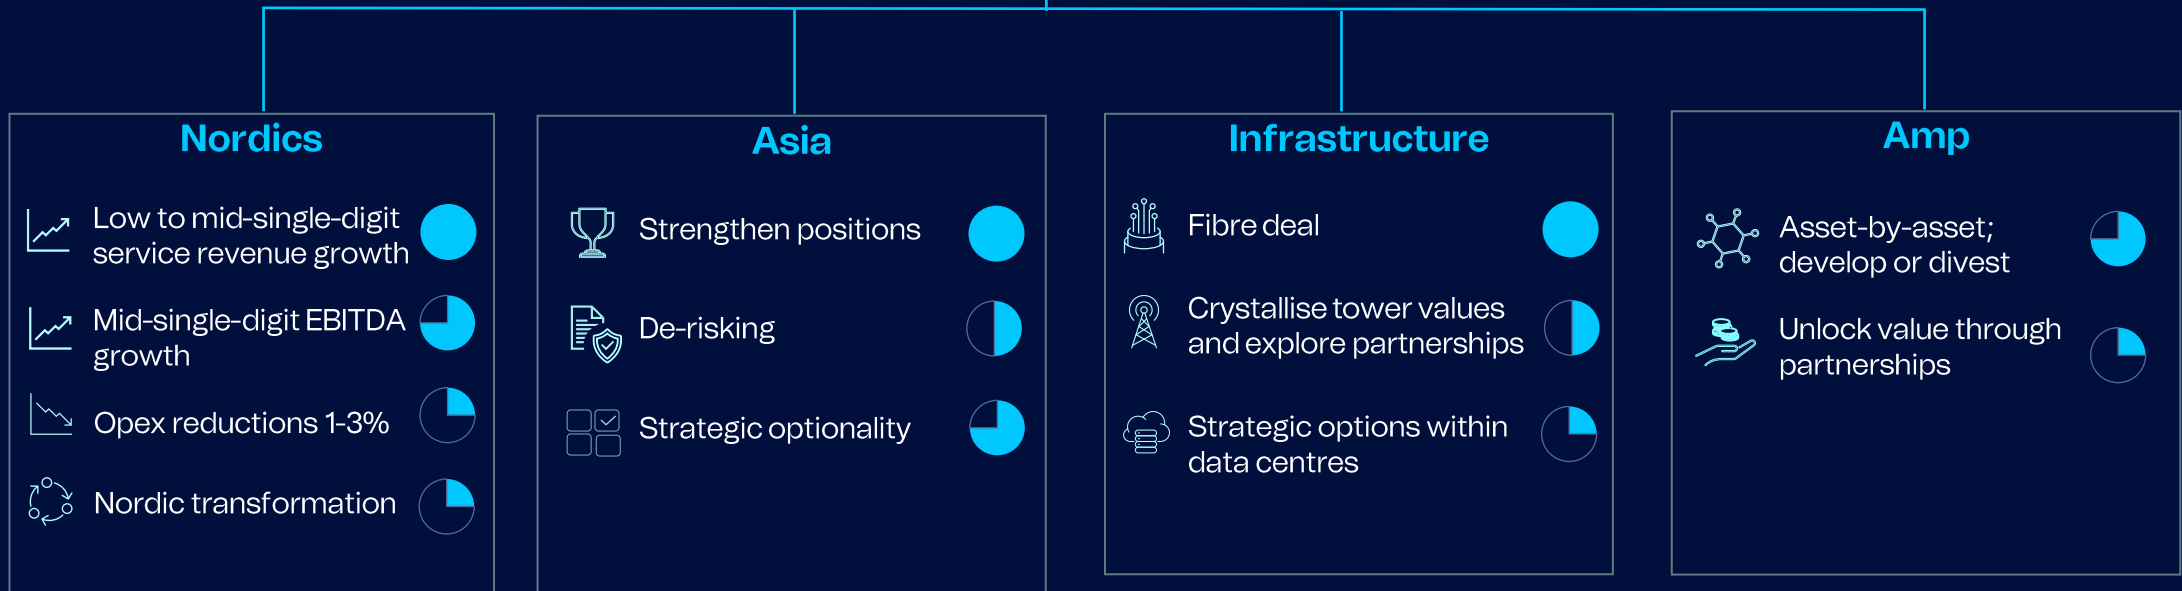 Nordics
Low to mid-single-digit
service revenue growth
Mid-single-digit EBITDA
growth
Opex reductions 1-3%
Nordic transformation
Asia
Strengthen positions
De-risking
Strategic optionality
Infrastructure
Fibre deal
Crystallise tower values
and explore partnerships
Strategic options within
data centres
Amp
Asset-by-asset;
develop or divest
Unlock value through
partnerships